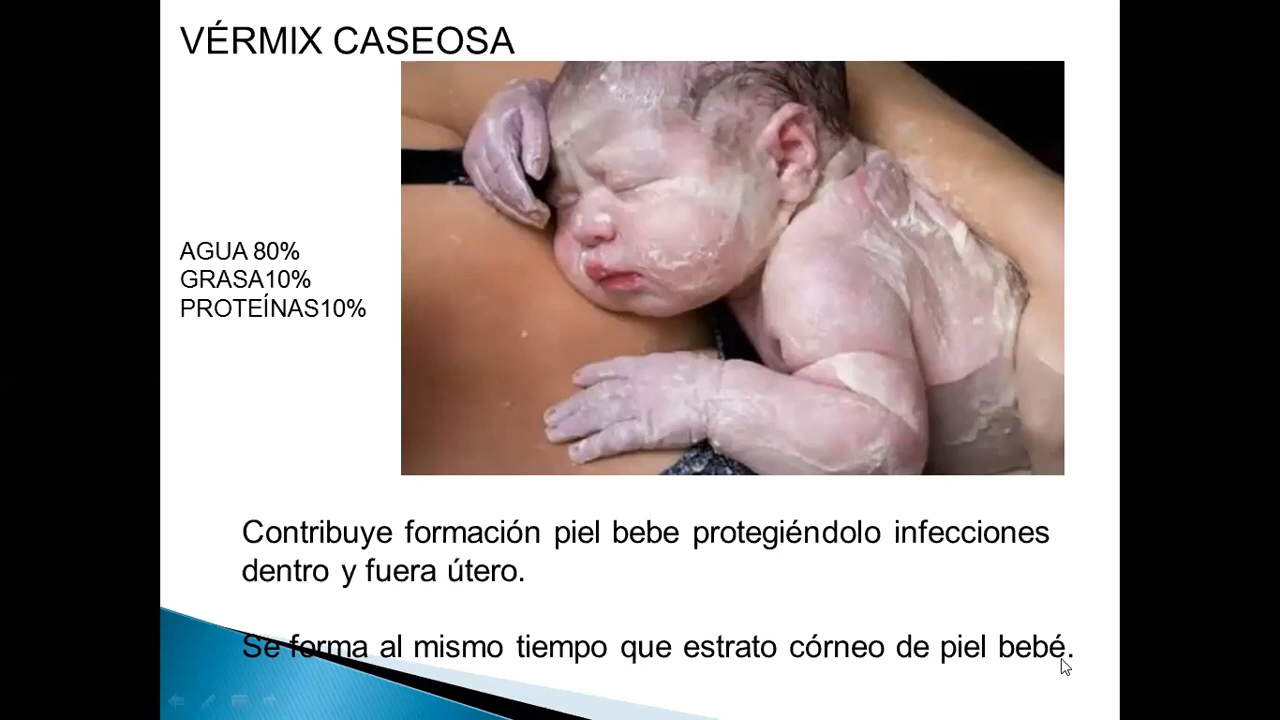 VÉRMIX CASEOSA
AGUA 80%
GRASA10%
PROTEÍNAS10%
Contribuye formación piel bebe protegiéndolo infecciones
dentro y fuera útero.
Se forma al mismo tiempo que estrato córneo de piel bebé.